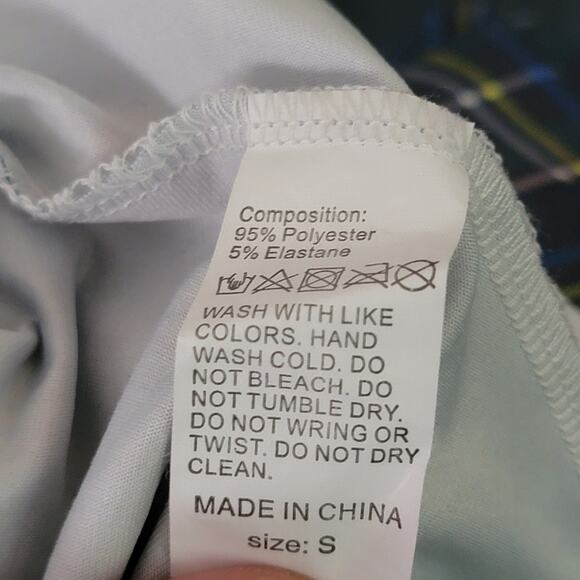 Composition:
95% Polyester
5% Elastane
WASH WITH LIKE
COLORS. HAND
WASH COLD. DO
NOT BLEACH. DO
NOT TUMBLE DRY.
DO NOT WRING OR
TWIST. DO NOT DRY
CLEAN.
MADE IN CHINA
size: S